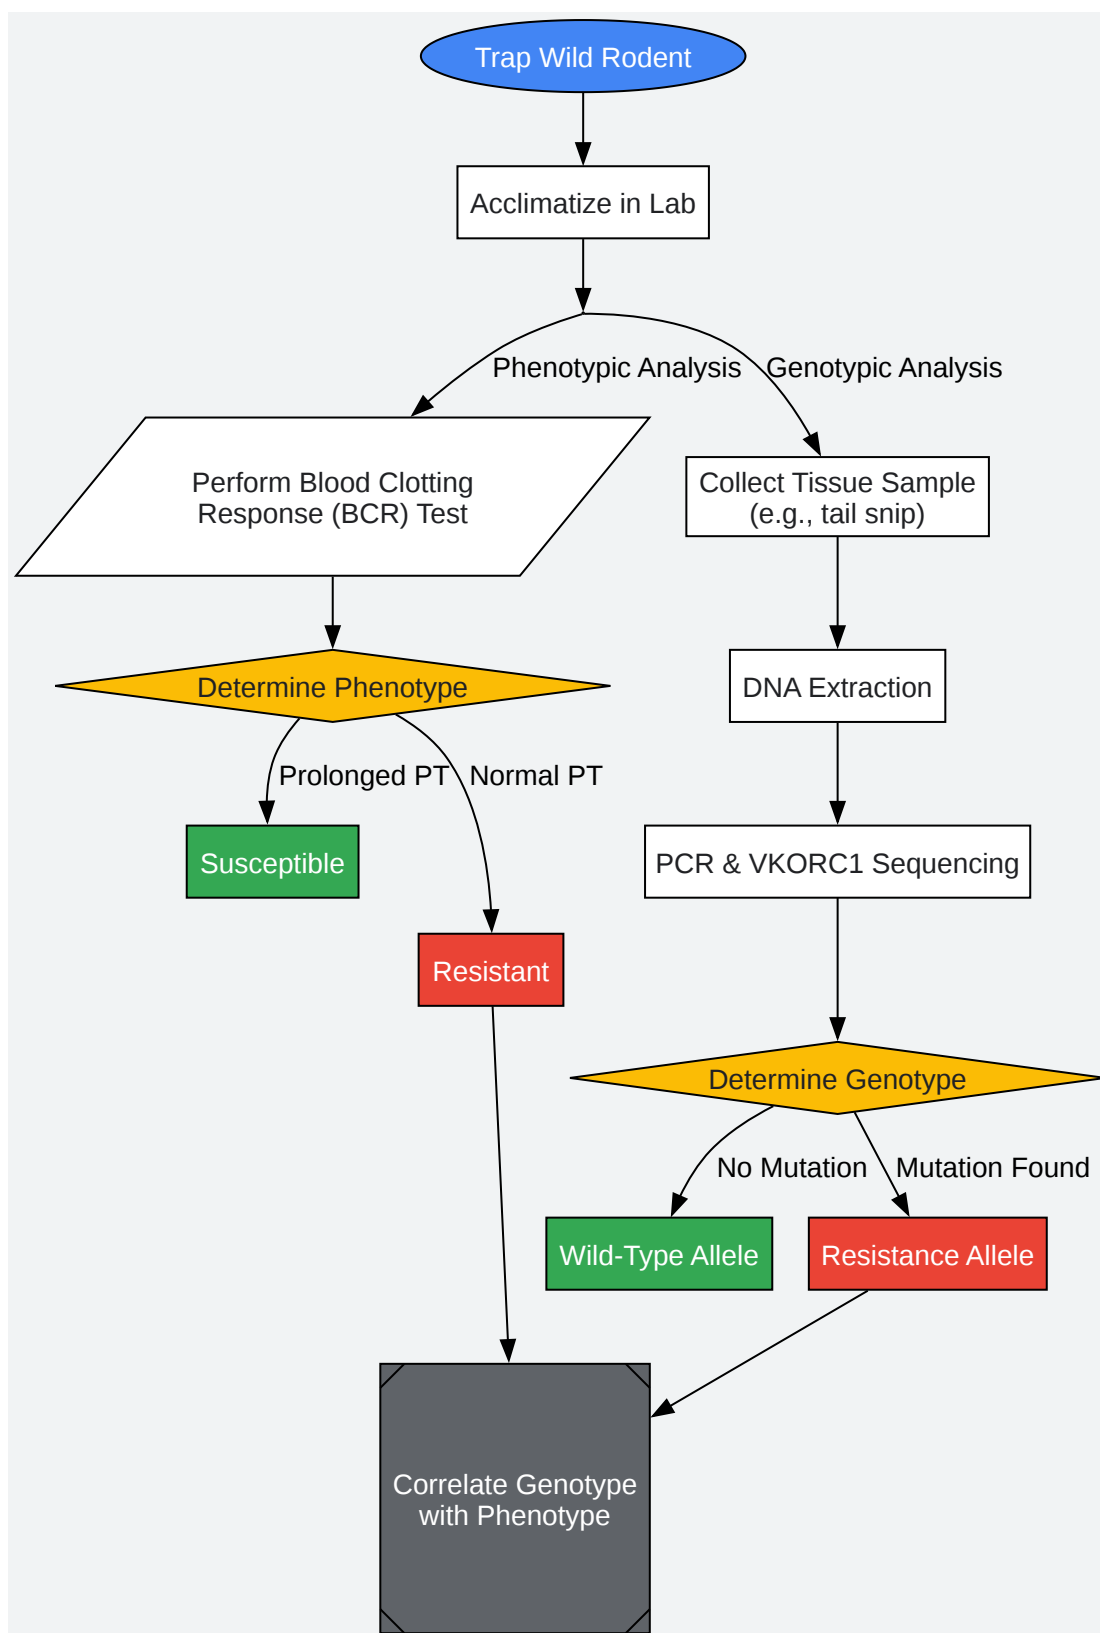 Trap Wild Rodent
Acclimatize in Lab
Phenotypic Analysis
Genotypic Analysis
Perform Blood Clotting
Response (BCR) Test
Collect Tissue Sample
(e.g., tail snip)
Determine Phenotype
DNA Extraction
Prolonged PT
Normal PT
Susceptible
PCR & VKORC1 Sequencing
Resistant
Determine Genotype
No Mutation
Mutation Found
Wild-Type Allele
Resistance Allele
Correlate Genotype
with Phenotype